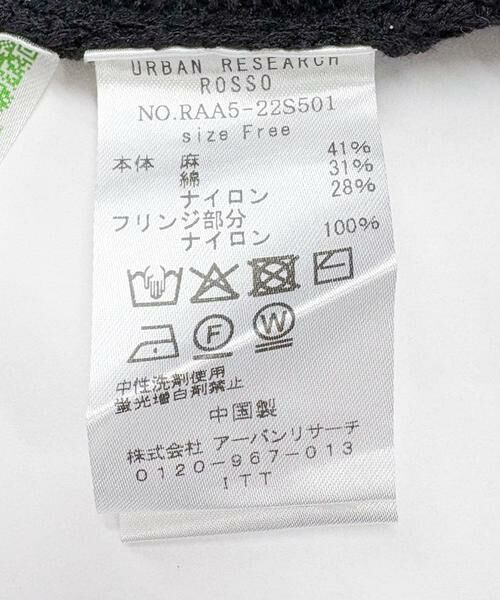 URBAN RESEARCH
ROSSO
NO.RAA5-22S501
size Free
本体 麻 41%
綿 31%
ナイロン 28%
フリンジ部分
ナイロン 100%
F W
中性洗剤使用
蛍光増白剤禁止
中国製
株式会社 アーバンリサーチ
0120-967-013
ITT